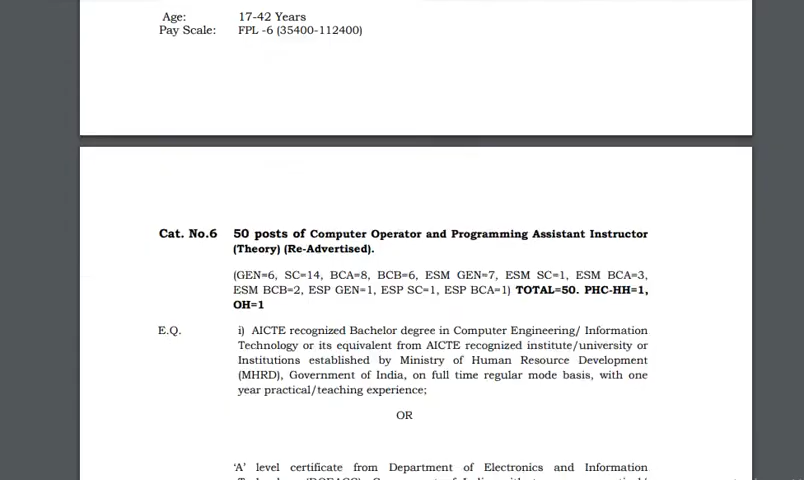 Age: 17-42 Years
Pay Scale: FPL -6 (35400-112400)
Cat. No.6 50 posts of Computer Operator and Programming Assistant Instructor
(Theory) (Re-Advertised).
(GEN=6, SC=14, BCA=8, BCB=6, ESM GEN=7, ESM SC=1, ESM BCA=3,
ESM BCB=2, ESP GEN=1, ESP SC=1, ESP BCA=1) TOTAL=50. PHC-HH=1,
OH=1
E.Q. i) AICTE recognized Bachelor degree in Computer Engineering/ Information
Technology or its equivalent from AICTE recognized institute/university or
Institutions established by Ministry of Human Resource Development
(MHRD), Government of India, on full time regular mode basis, with one
year practical/teaching experience;
OR
‘A’ level certificate from Department of Electronics and Information